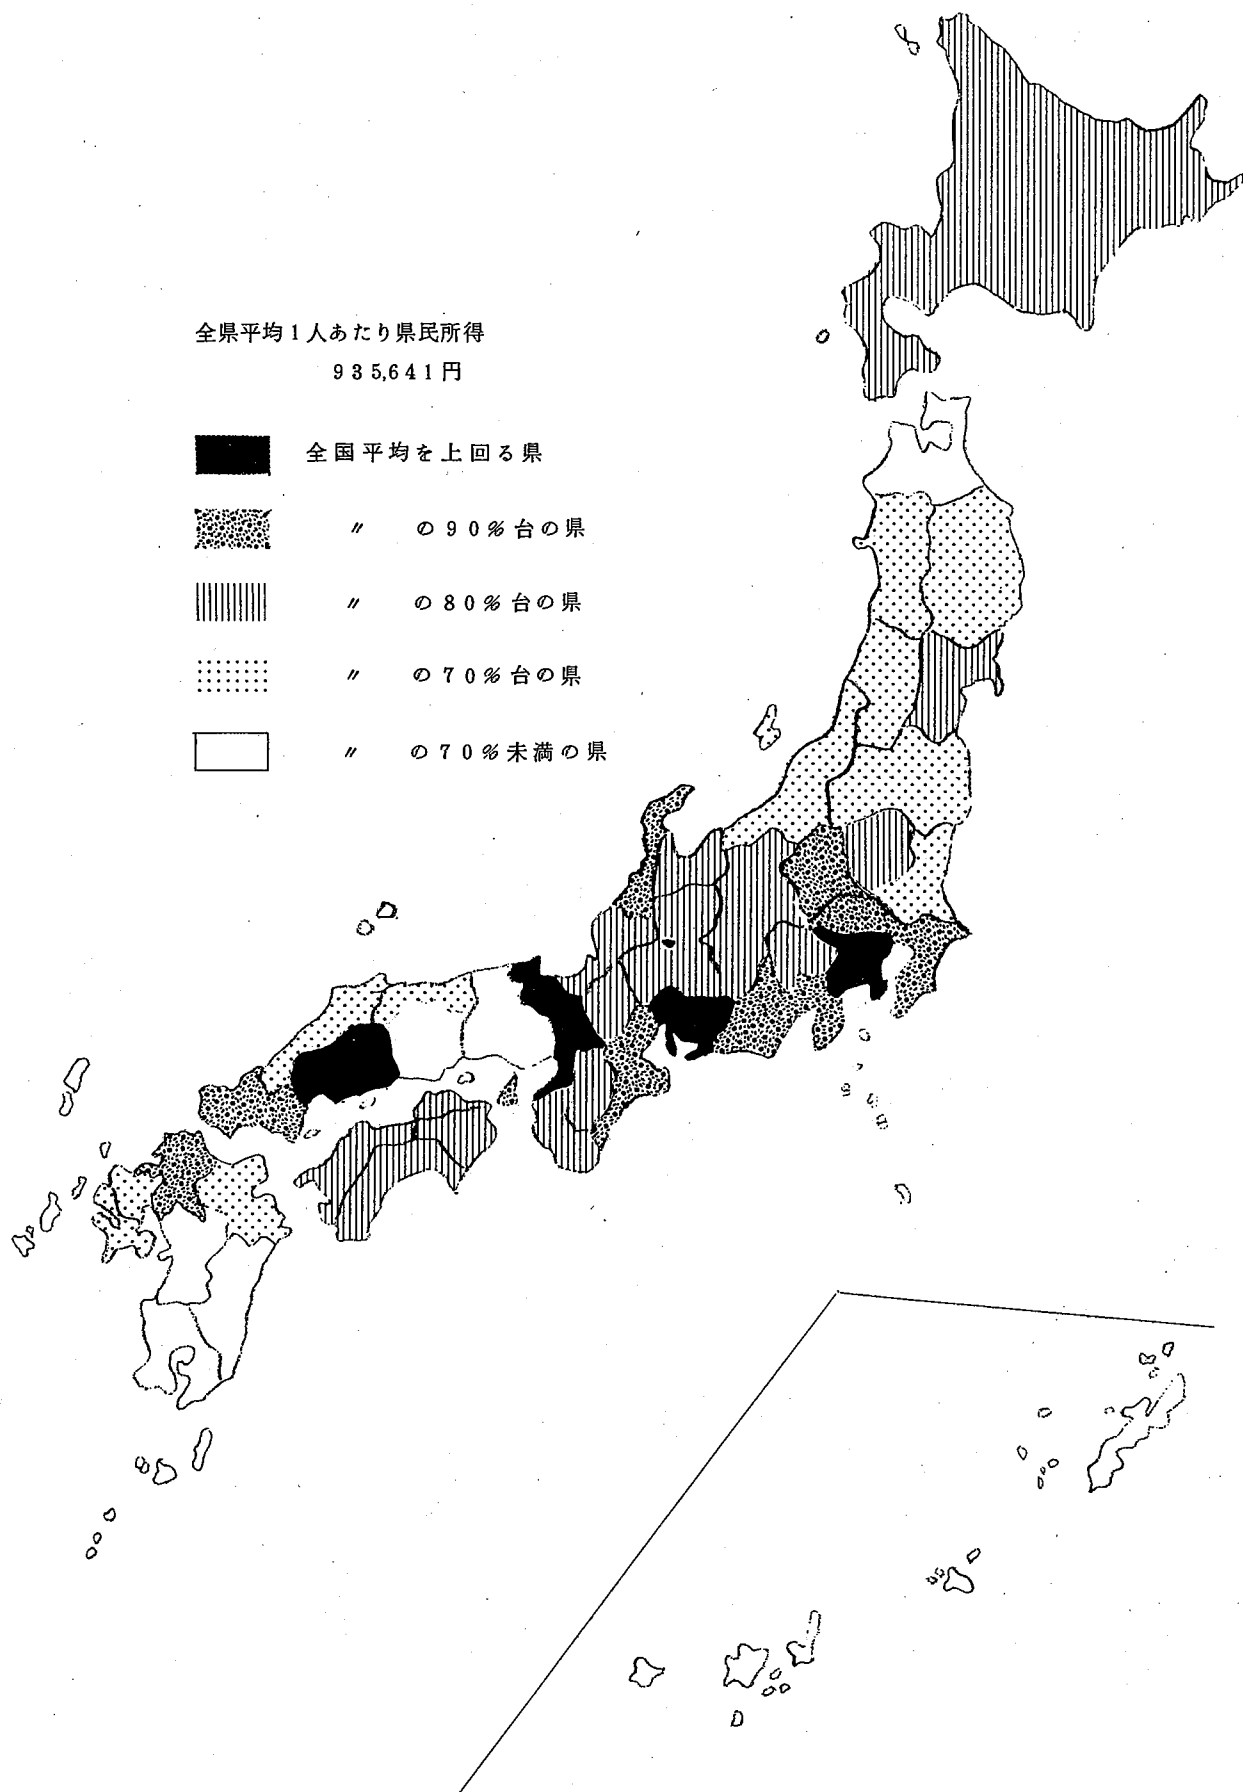 全県平均1人あたり県民所得
935,641円
全国平均を上回る県
〃 の90%台の県
〃 の80%台の県
〃 の70%台の県
〃 の70%未満の県